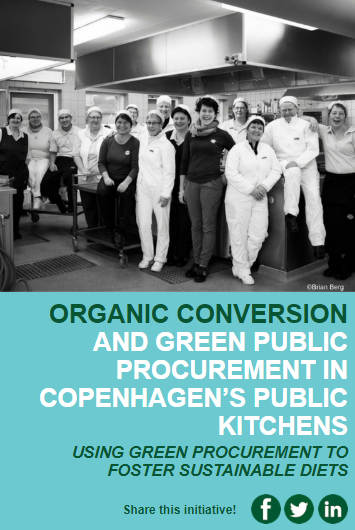 ©Brian Berg
ORGANIC CONVERSION
AND GREEN PUBLIC
PROCUREMENT IN
COPENHAGEN'S PUBLIC
KITCHENS
USING GREEN PROCUREMENT TO
FOSTER SUSTAINABLE DIETS
Share this initiative!